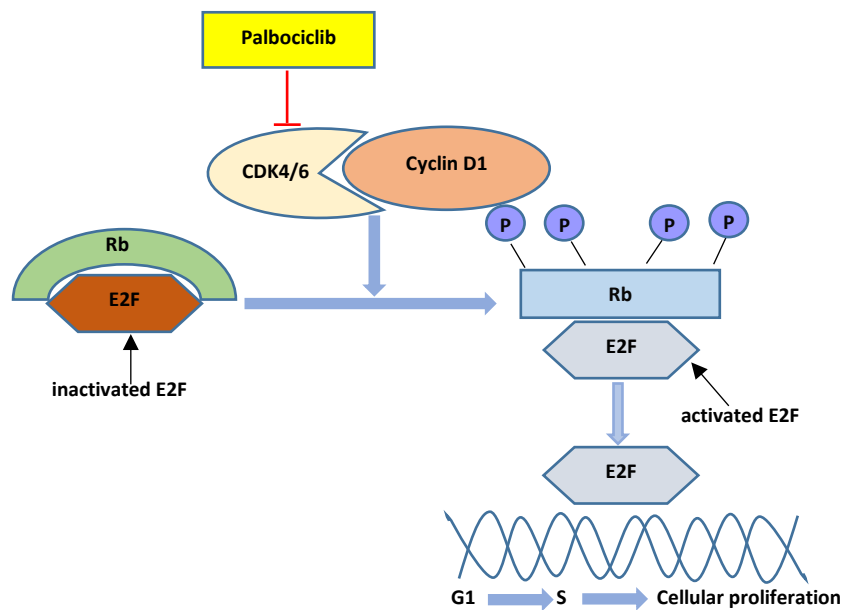 Palbociclib
CDK4/6
Cyclin D1
P P P P
Rb
E2F
inactivated E2F
Rb
E2F
activated E2F
E2F
G1 S Cellular proliferation